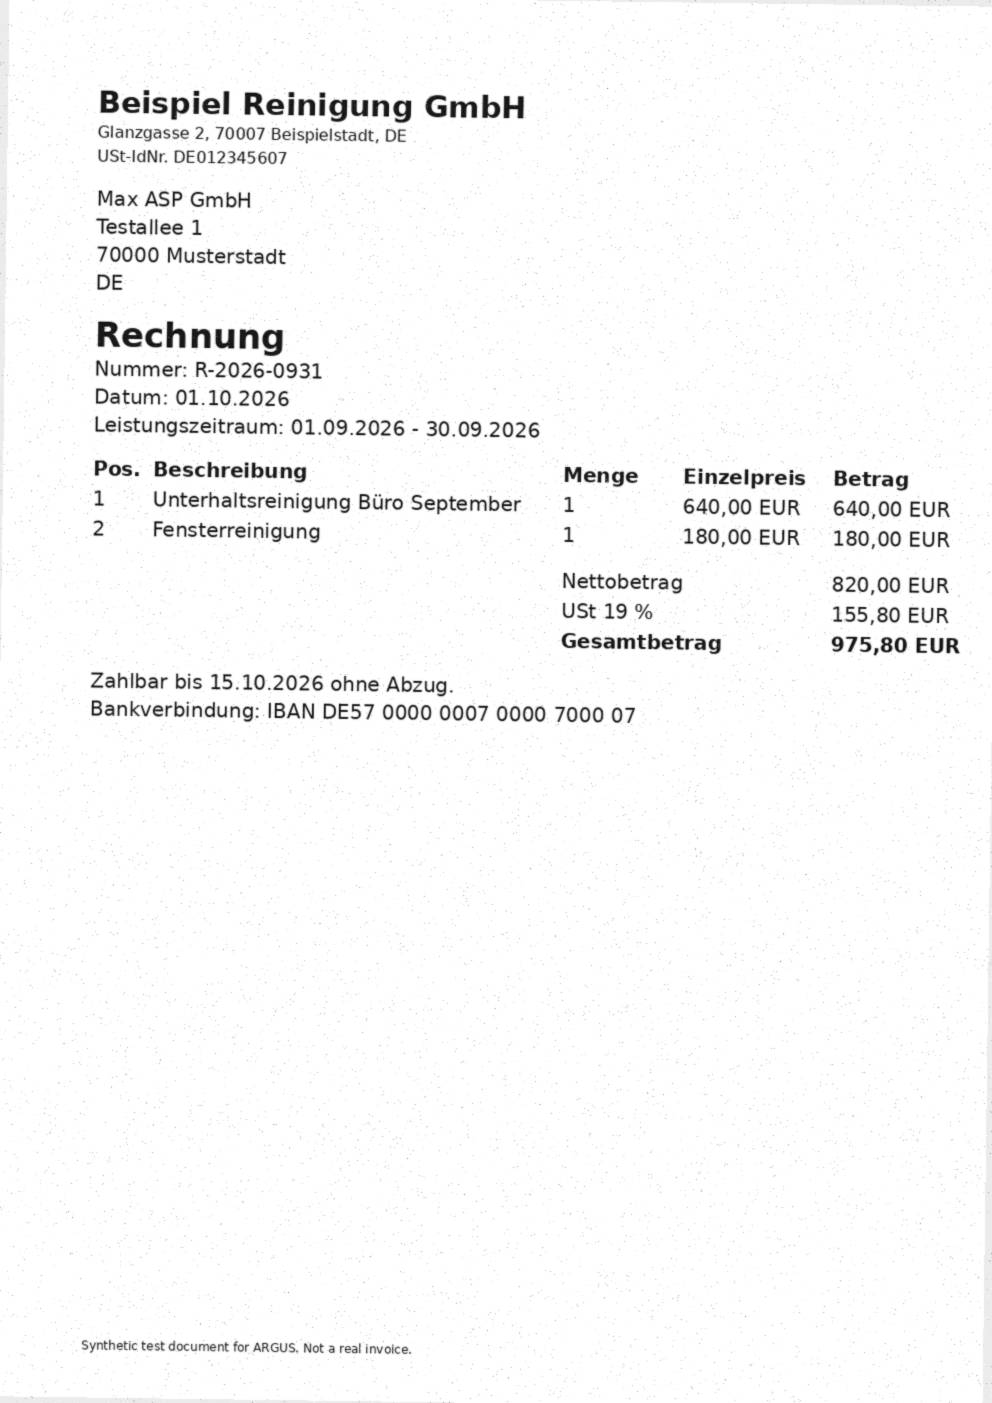 Beispiel Reinigung GmbH
Glanzgasse 2, 70007 Beispielstadt, DE
USt-IdNr. DE012345607
Max ASP GmbH
Testallee 1
70000 Musterstadt
DE
Rechnung
Nummer: R-2026-0931
Datum: 01.10.2026
Leistungszeitraum: 01.09.2026 - 30.09.2026
Pos. Beschreibung Menge Einzelpreis Betrag
1 Unterhaltsreinigung Büro September 1 640,00 EUR 640,00 EUR
2 Fensterreinigung 1 180,00 EUR 180,00 EUR
Nettobetrag 820,00 EUR
USt 19 % 155,80 EUR
Gesamtbetrag 975,80 EUR
Zahlbar bis 15.10.2026 ohne Abzug.
Bankverbindung: IBAN DE57 0000 0007 0000 7000 07
Synthetic test document for ARGUS. Not a real invoice.